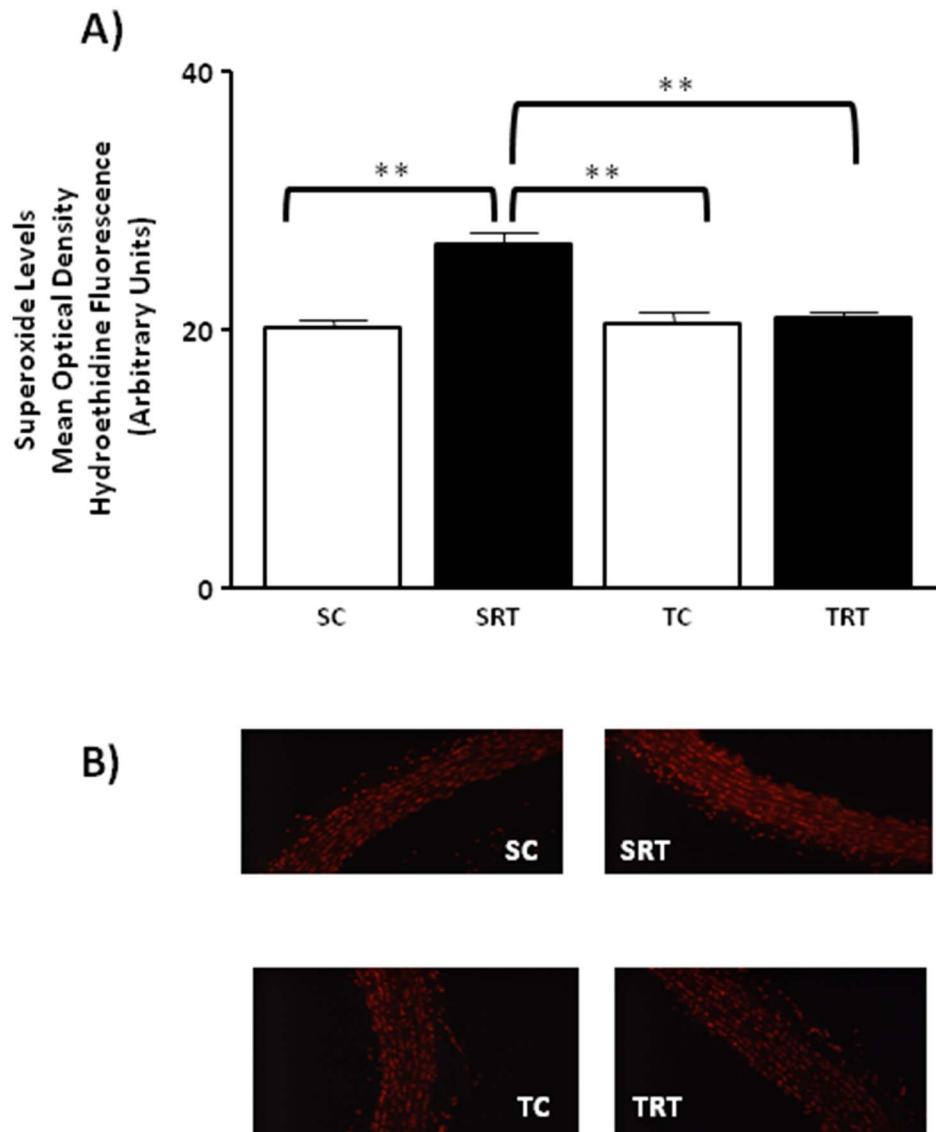 A)
Superoxide Levels
Mean Optical Density
Hydroethidine Fluorescence
(Arbitrary Units)
40
20
0
**
**
**
SC SRT TC TRT
B)
SC SRT
TC TRT